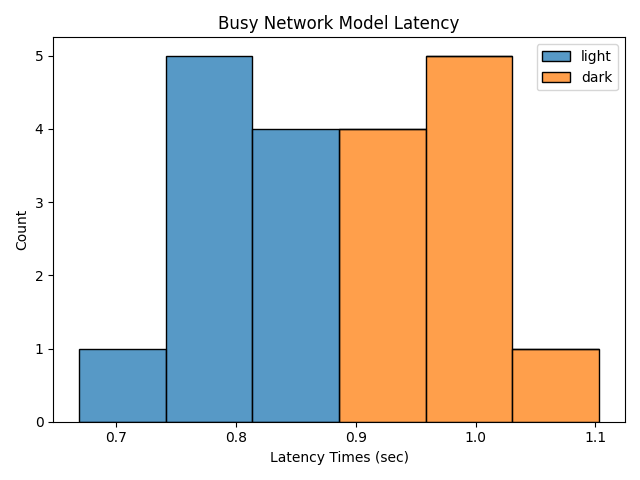 Busy Network Model Latency
light
dark
Count
5
4
3
2
1
0
0.7 0.8 0.9 1.0 1.1
Latency Times (sec)